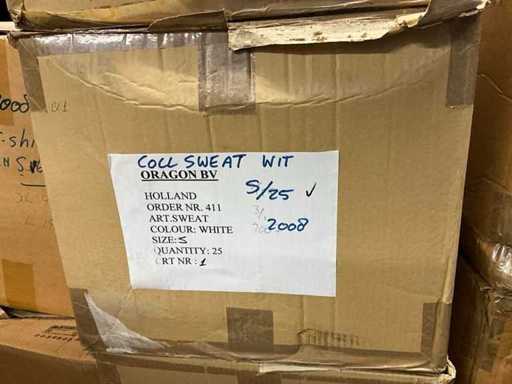 COLL SWEAT WIT
ORAGON BV
HOLLAND
ORDER NR. 411
ART.SWEAT
COLOUR: WHITE
SIZE: S
QUANTITY: 25
CRT NR : 1
S/25 ✓
2008
2008